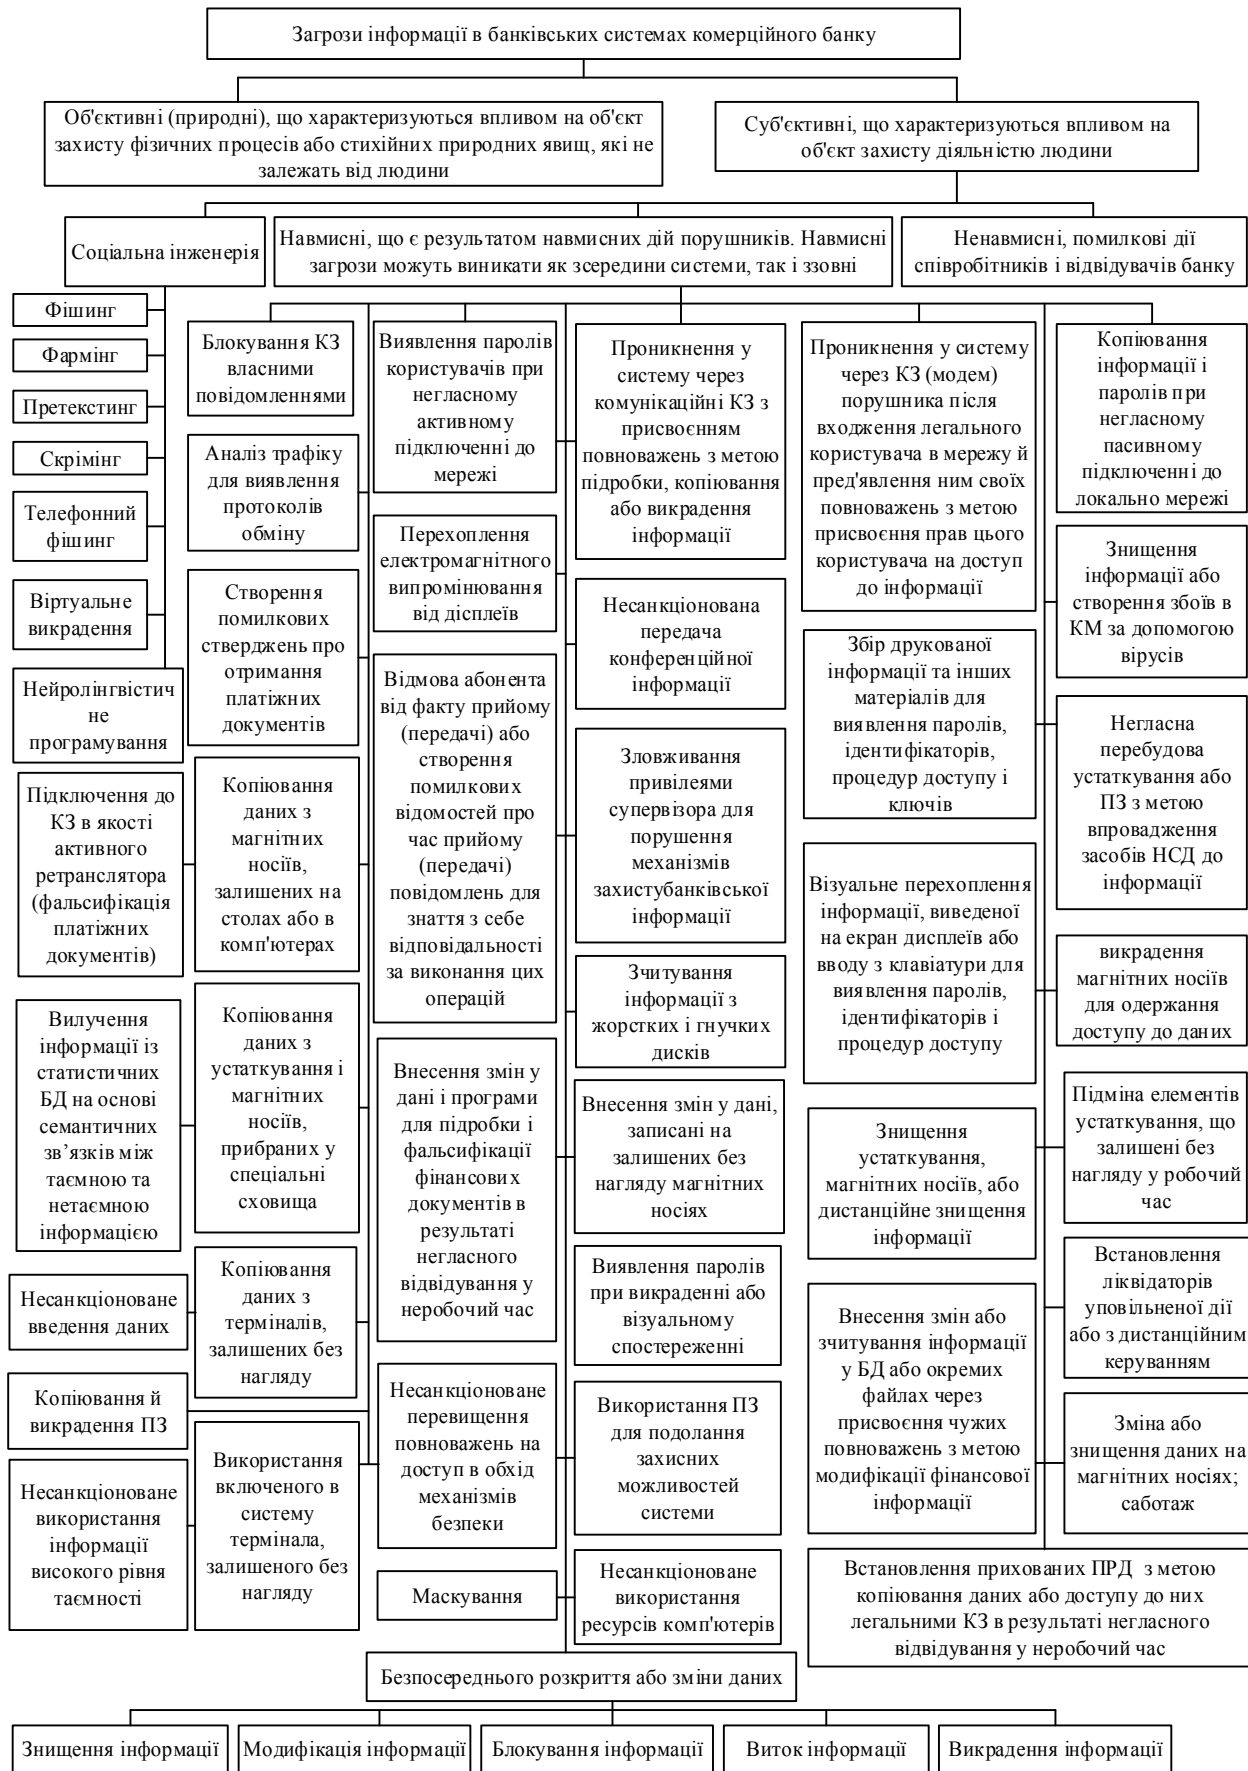 Загрози інформації в банківських системах комерційного банку
Об'єктивні (природні), що характеризуються впливом на об'єкт
захисту фізичних процесів або стихійних природних явищ, які не
залежать від людини
Суб'єктивні, що характеризуються впливом на
об'єкт захисту діяльністю людини
Соціальна інженерія
Навмисні, що є результатом навмисних дій порушників. Навмисні
загрози можуть виникати як зсередини системи, так і ззовні
Ненавмисні, помилкові дії
співробітників і відвідувачів банку
Фішинг
Фармінг
Претекстинг
Скрімінг
Телефонний
фішинг
Віртуальне
викрадення
Нейролінгвістич
не
програмування
Підключення до
КЗ в якості
активного
ретранслятора
(фальсифікація
платіжних
документів)
Вилучення
інформації із
статистичних
БД на основі
семантичних
зв’язків між
таємною та
нетаємною
інформацією
Несанкціоноване
введення даних
Копіювання й
викрадення ПЗ
Несанкціоноване
використання
інформації
високого рівня
таємності
Блокування КЗ
власними
повідомленнями
Аналіз трафіку
для виявлення
протоколів
обміну
Створення
помилкових
стверджень про
отримання
платіжних
документів
Копіювання
даних з
магнітних
носіїв,
залишених на
столах або в
комп'ютерах
Копіювання
даних з
устаткування і
магнітних
носіїв,
прибраних у
спеціальні
сховища
Копіювання
даних з
терміналів,
залишених без
нагляду
Використання
включеного в
систему
термінала,
залишеного без
нагляду
Виявлення паролів
користувачів при
негласному
активному
підключенні до
мережі
Перехоплення
електромагнітного
випромінювання
від дісплеїв
Відмова абонента
від факту прийому
(передачі) або
створення
помилкових
відомостей про
час прийому
(передачі)
повідомлень для
зняття з себе
відповідальності
за виконання цих
операцій
Внесення змін у
дані і програми
для підробки і
фальсифікації
фінансових
документів в
результаті
негласного
відвідування у
неробочий час
Несанкціоноване
перевищення
повноважень на
доступ в обхід
механізмів
безпеки
Маскування
Проникнення у
систему через
комунікаційні КЗ з
присвоєнням
повноважень з метою
підробки, копіювання
або викрадення
інформації
Несанкціонована
передача
конференційної
інформації
Зловживання
привілеями
супервізора для
порушення
механізмів
захистубанківської
інформації
Зчитування
інформації з
жорстких і гнучких
дисків
Внесення змін у дані,
записані на
залишених без
нагляду магнітних
носіях
Виявлення паролів
при викраденні або
візуальному
спостереженні
Використання ПЗ
для подолання
захисних
можливостей
системи
Несанкціоноване
використання
ресурсів комп'ютерів
Проникнення у систему
через КЗ (модем)
порушника після
входження легального
користувача в мережу й
пред'явлення ним своїх
повноважень з метою
присвоєння прав цього
користувача на доступ
до інформації
Збір друкованої
інформації та інших
матеріалів для
виявлення паролів,
ідентифікаторів,
процедур доступу і
ключів
Візуальне перехоплення
інформації, виведеної
на екран дисплеїв або
вводу з клавіатури для
виявлення паролів,
ідентифікаторів і
процедур доступу
Знищення
устаткування,
магнітних носіїв, або
дистанційне знищення
інформації
Внесення змін або
зчитування інформації
у БД або окремих
файлах через
присвоєння чужих
повноважень з метою
модифікації фінансової
інформації
Копіювання
інформації і
паролів при
негласному
пасивному
підключенні до
локально мережі
Знищення
інформації або
створення збоїв в
КМ за допомогою
вірусів
Негласна
перебудова
устаткування або
ПЗ з метою
впровадження
засобів НСД до
інформації
викрадення
магнітних носіїв
для одержання
доступу до даних
Підміна елементів
устаткування, що
залишені без
нагляду у робочий
час
Встановлення
ліквідаторів
уповільненої дії
або з дистанційним
керуванням
Зміна або
знищення даних на
магнітних носіях;
саботаж
Встановлення прихованих ПРД з метою
копіювання даних або доступу до них
легальними КЗ в результаті негласного
відвідування у неробочий час
Безпосереднього розкриття або зміни даних
Знищення інформації
Модифікація інформації
Блокування інформації
Виток інформації
Викрадення інформації